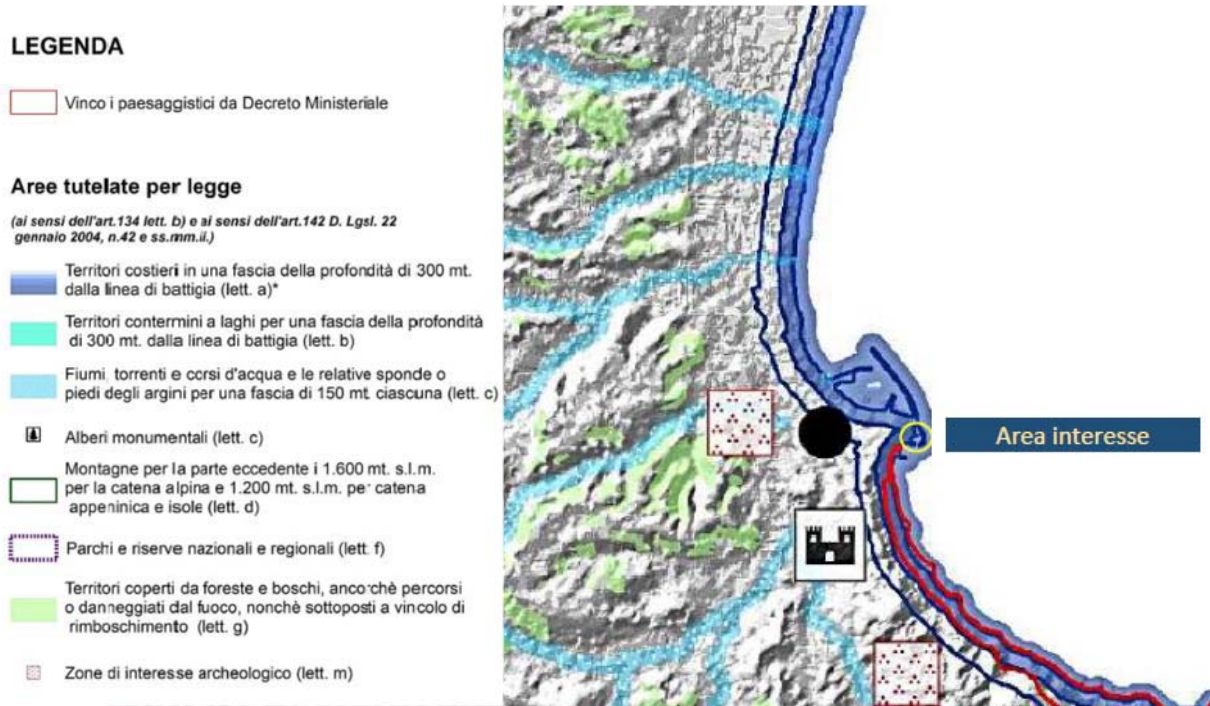 LEGENDA
Vinco i paesaggistici da Decreto Ministeriale
Aree tutelate per legge
(ai sensi dell'art.134 lett. b) e ai sensi dell'art.142 D. Lgsl. 22
gennaio 2004, n.42 e ss.mm.ii.)
Territori costieri in una fascia della profondità di 300 mt.
dalla linea di battigia (lett. a)*
Territori contermini a laghi per una fascia della profondità
di 300 mt. dalla linea di battigia (lett. b)
Fiumi, torrenti e corsi d'acqua e le relative sponde o
piedi degli argini per una fascia di 150 mt. ciascuna (lett. c)
Alberi monumentali (lett. c)
Montagne per la parte eccedente i 1.600 mt. s.l.m.
per la catena alpina e 1.200 mt. s.l.m. per catena
appeninica e isole (lett. d)
Parchi e riserve nazionali e regionali (lett. f)
Territori coperti da foreste e boschi, ancorchè percorsi
o danneggiati dal fuoco, nonchè sottoposti a vincolo di
rimboschimento (lett. g)
Zone di interesse archeologico (lett. m)
Area interesse